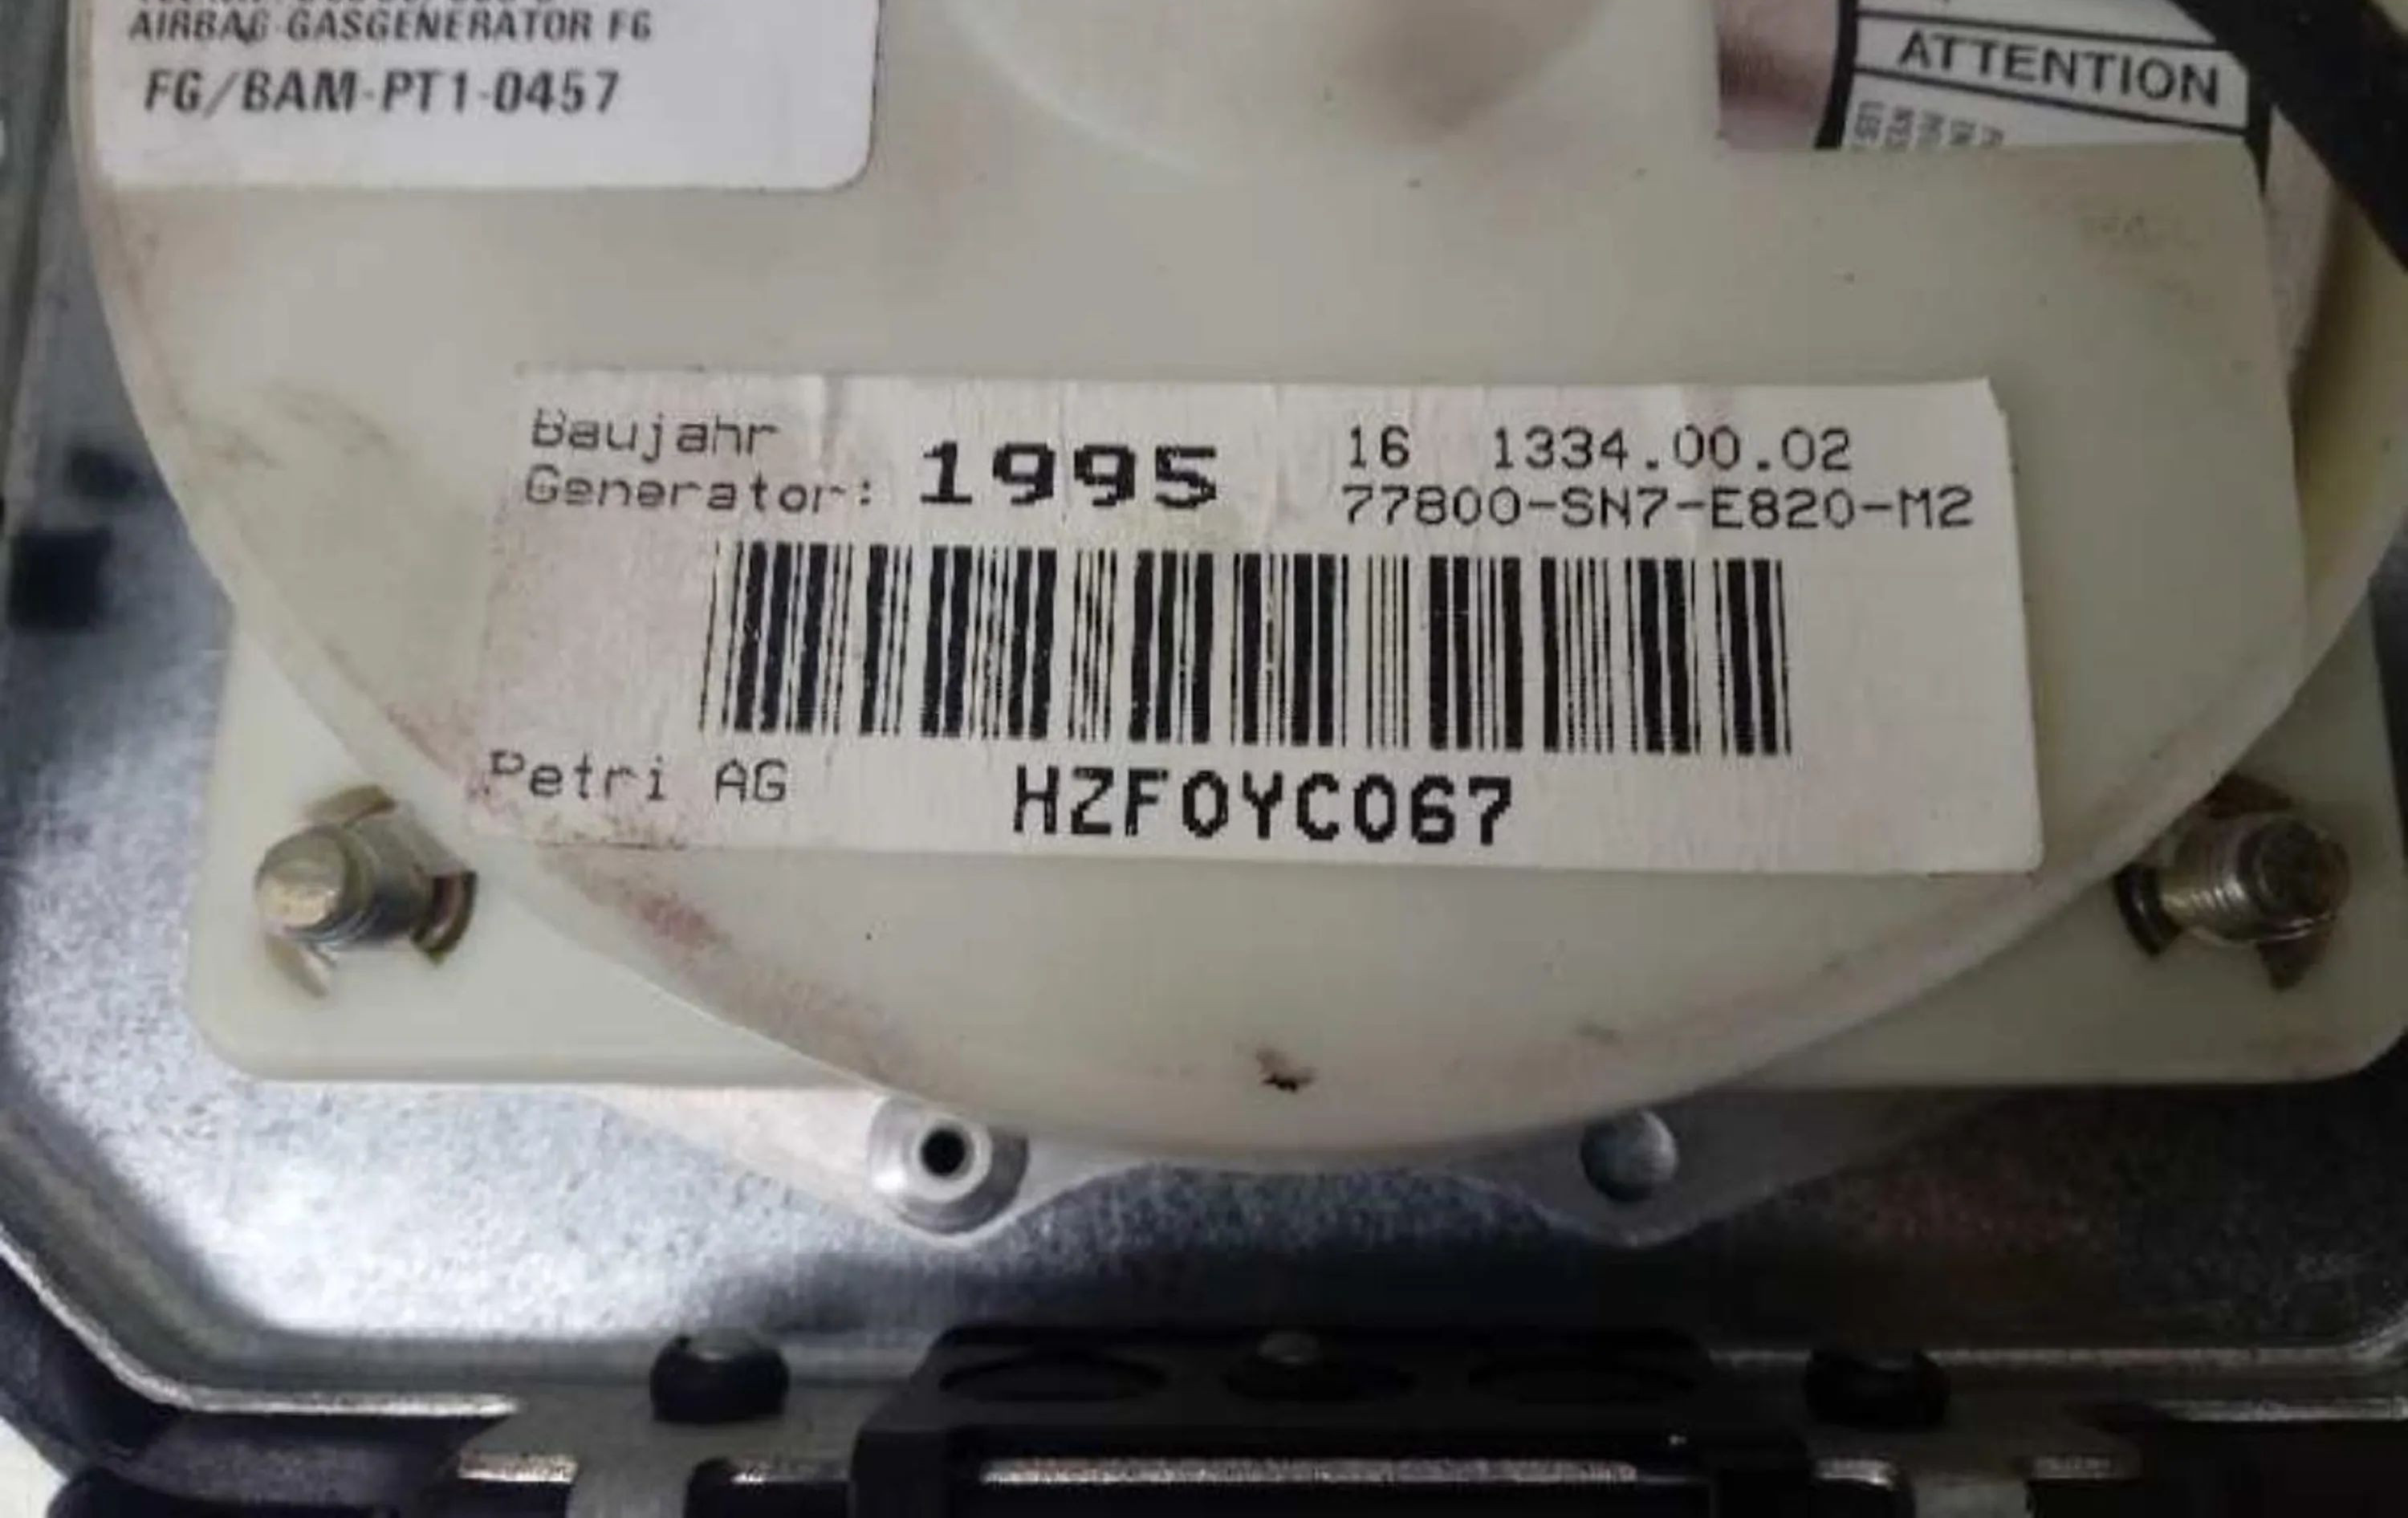 AIRBAG-GASGENERATOR FG
FG/BAM-PT1-0457
ATTENTION
Baujahr
Generator: 1995
16 1334.00.02
77800-SN7-E820-M2
Petri AG
HZF0YC067